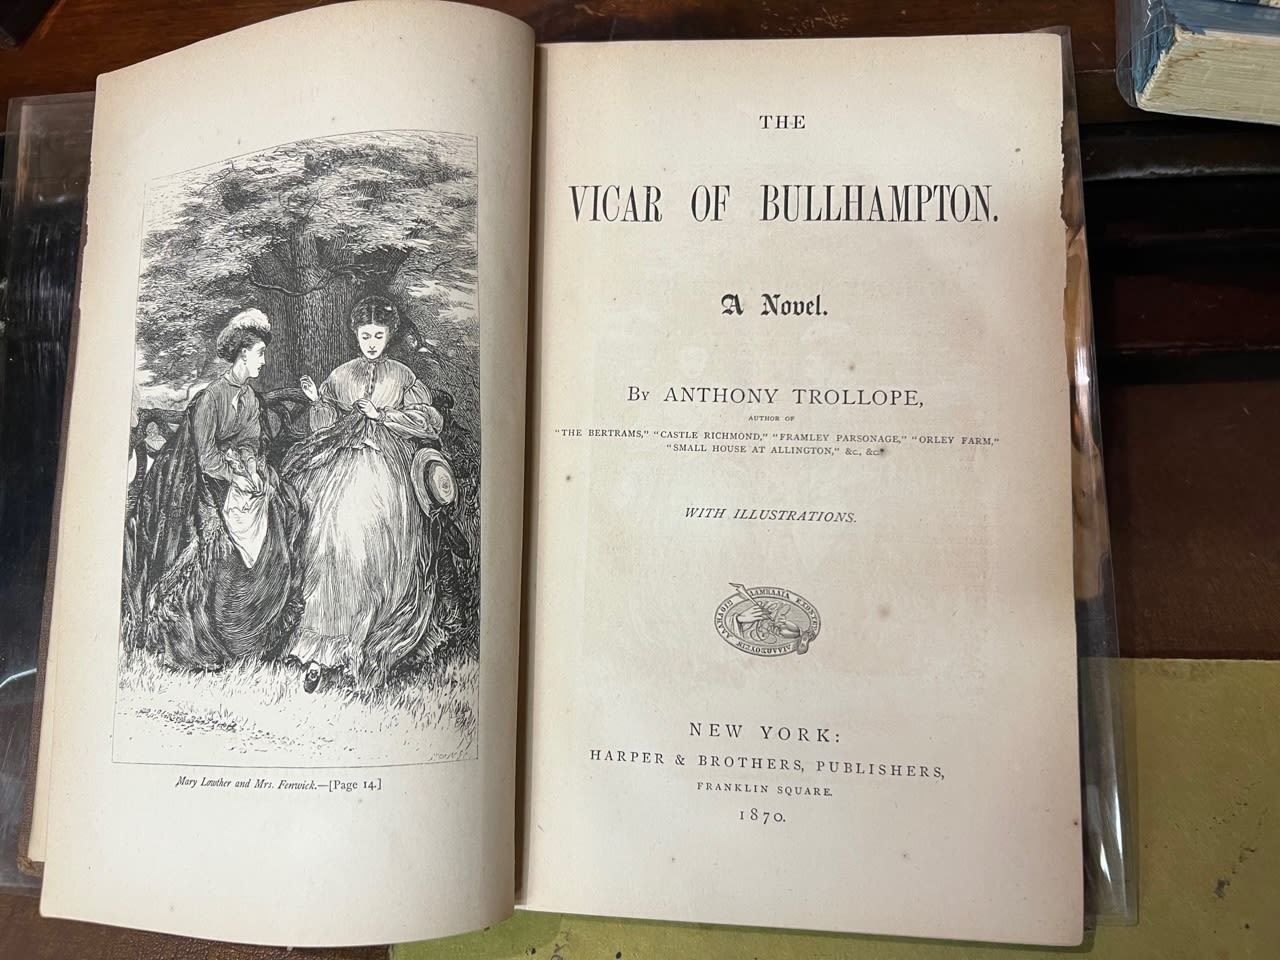 Mary Lowther and Mrs. Fenwick.—[Page 14.]
THE
VICAR OF BULLHAMPTON.
A Novel.
By ANTHONY TROLLOPE,
AUTHOR OF
"THE BERTRAMS," "CASTLE RICHMOND," "FRAMLEY PARSONAGE," "ORLEY FARM,"
"SMALL HOUSE AT ALLINGTON," &c., &c.
WITH ILLUSTRATIONS.
NEW YORK:
HARPER & BROTHERS, PUBLISHERS,
FRANKLIN SQUARE.
1870.